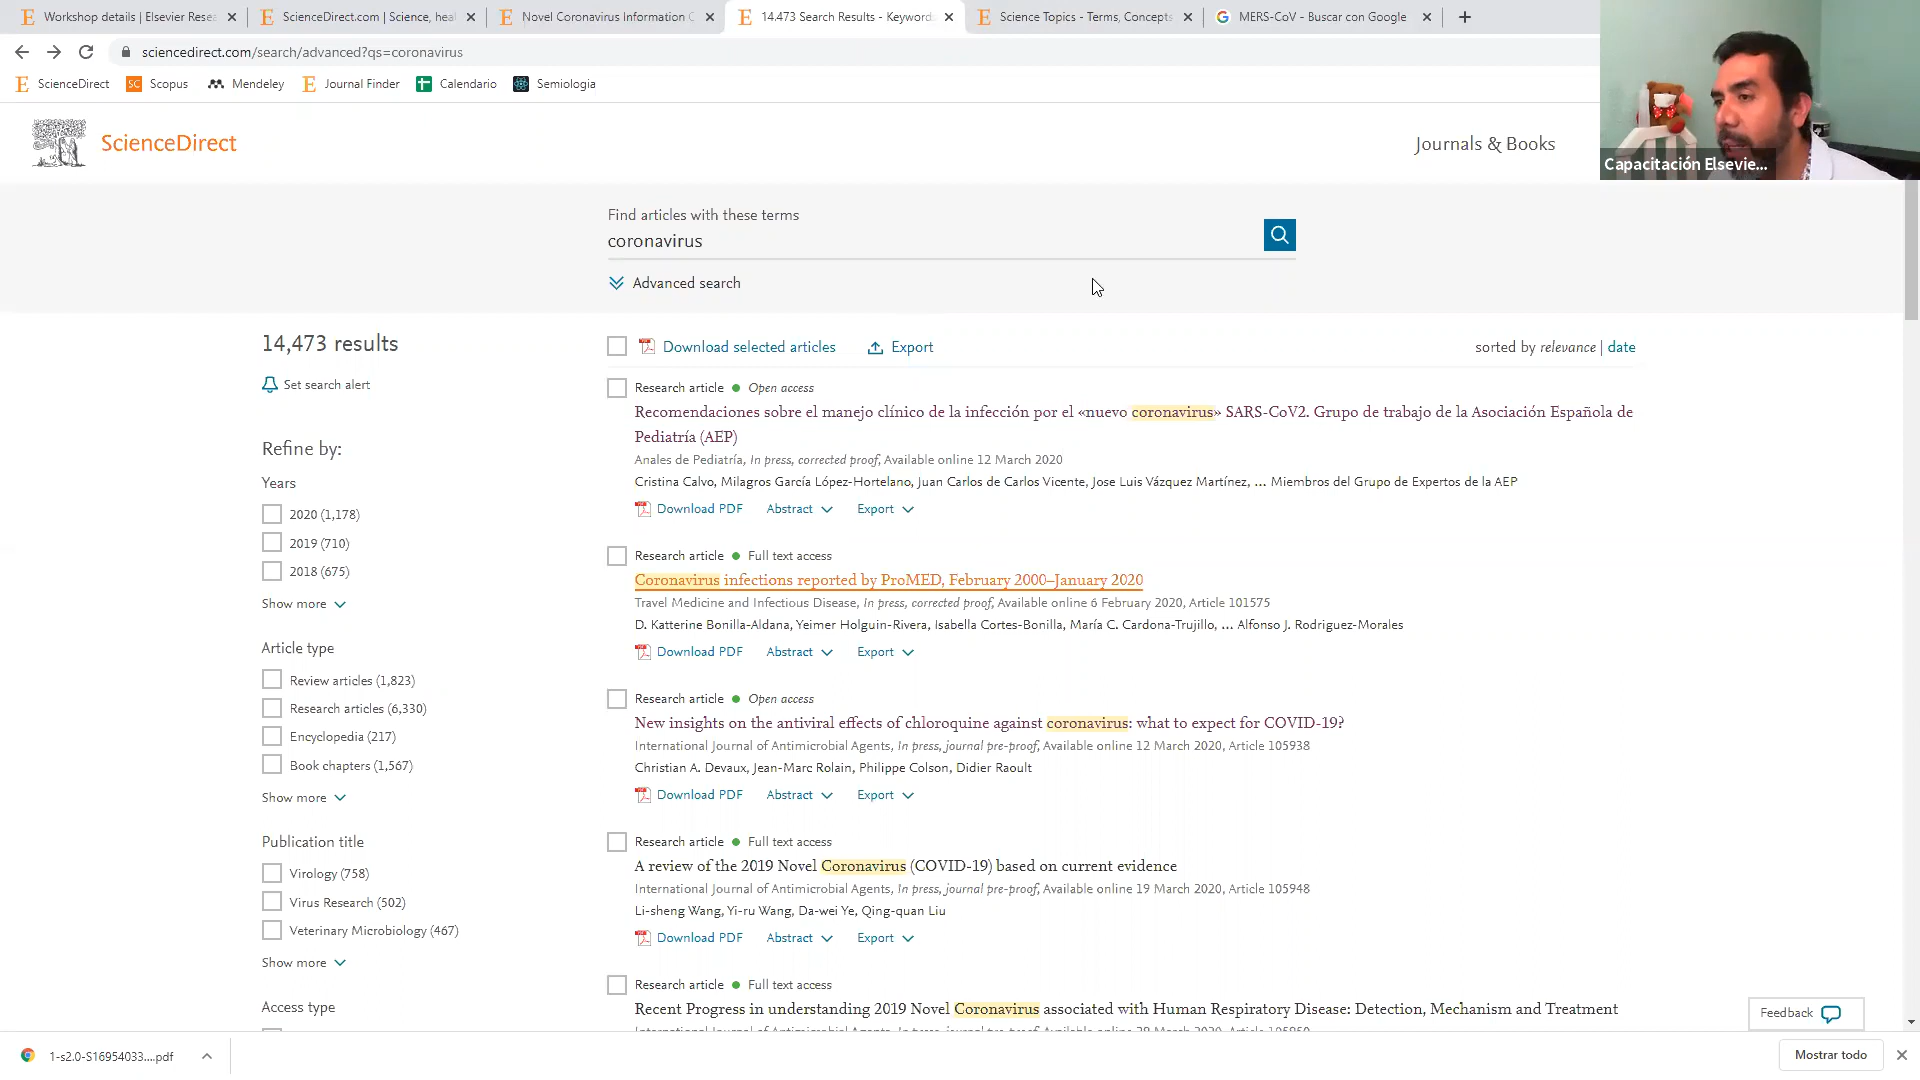 Workshop details | Elsevier Rese
ScienceDirect.com | Science, heal
Novel Coronavirus Information C
14.473 Search Results - Keyword
Science Topics - Terms, Concepts
MERS-CoV - Buscar con Google
sciencedirect.com/search/advanced?qs=coronavirus
ScienceDirect
Scopus
Mendeley
Journal Finder
Calendario
Semiologia
ScienceDirect
Journals & Books
Capacitación Elsevie...
Find articles with these terms
coronavirus
Advanced search
14,473 results
Set search alert
Refine by:
Years
2020 (1,178)
2019 (710)
2018 (675)
Show more
Article type
Review articles (1,823)
Research articles (6,330)
Encyclopedia (217)
Book chapters (1,567)
Show more
Publication title
Virology (758)
Virus Research (502)
Veterinary Microbiology (467)
Show more
Access type
Download selected articles
Export
sorted by relevance | date
Research article Open access
Recomendaciones sobre el manejo clínico de la infección por el «nuevo coronavirus» SARS-CoV2. Grupo de trabajo de la Asociación Española de
Pediatría (AEP)
Anales de Pediatría, In press, corrected proof, Available online 12 March 2020
Cristina Calvo, Milagros García López-Hortelano, Juan Carlos de Carlos Vicente, Jose Luis Vázquez Martínez, ... Miembros del Grupo de Expertos de la AEP
Download PDF Abstract Export
Research article Full text access
Coronavirus infections reported by ProMED, February 2000–January 2020
Travel Medicine and Infectious Disease, In press, corrected proof, Available online 6 February 2020, Article 101575
D. Katterine Bonilla-Aldana, Yeimer Holguin-Rivera, Isabella Cortes-Bonilla, María C. Cardona-Trujillo, ... Alfonso J. Rodriguez-Morales
Download PDF Abstract Export
Research article Open access
New insights on the antiviral effects of chloroquine against coronavirus: what to expect for COVID-19?
International Journal of Antimicrobial Agents, In press, journal pre-proof, Available online 12 March 2020, Article 105938
Christian A. Devaux, Jean-Marc Rolain, Philippe Colson, Didier Raoult
Download PDF Abstract Export
Research article Full text access
A review of the 2019 Novel Coronavirus (COVID-19) based on current evidence
International Journal of Antimicrobial Agents, In press, journal pre-proof, Available online 19 March 2020, Article 105948
Li-sheng Wang, Yi-ru Wang, Da-wei Ye, Qing-quan Liu
Download PDF Abstract Export
Research article Full text access
Recent Progress in understanding 2019 Novel Coronavirus associated with Human Respiratory Disease: Detection, Mechanism and Treatment
Feedback
1-s2.0-S16954033....pdf
Mostrar todo